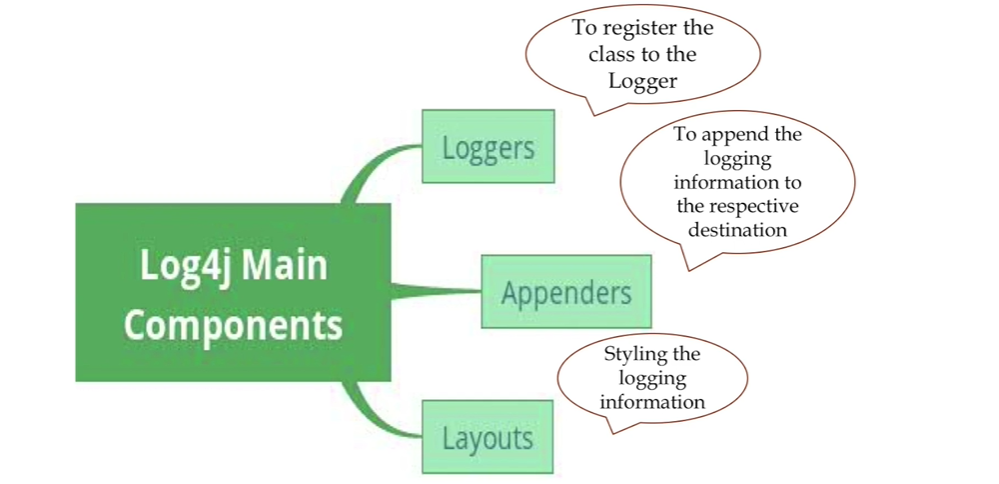 To register the
class to the
Logger
Loggers
To append the
logging
information to
the respective
destination
Log4j Main
Components
Appenders
Styling the
logging
information
Layouts